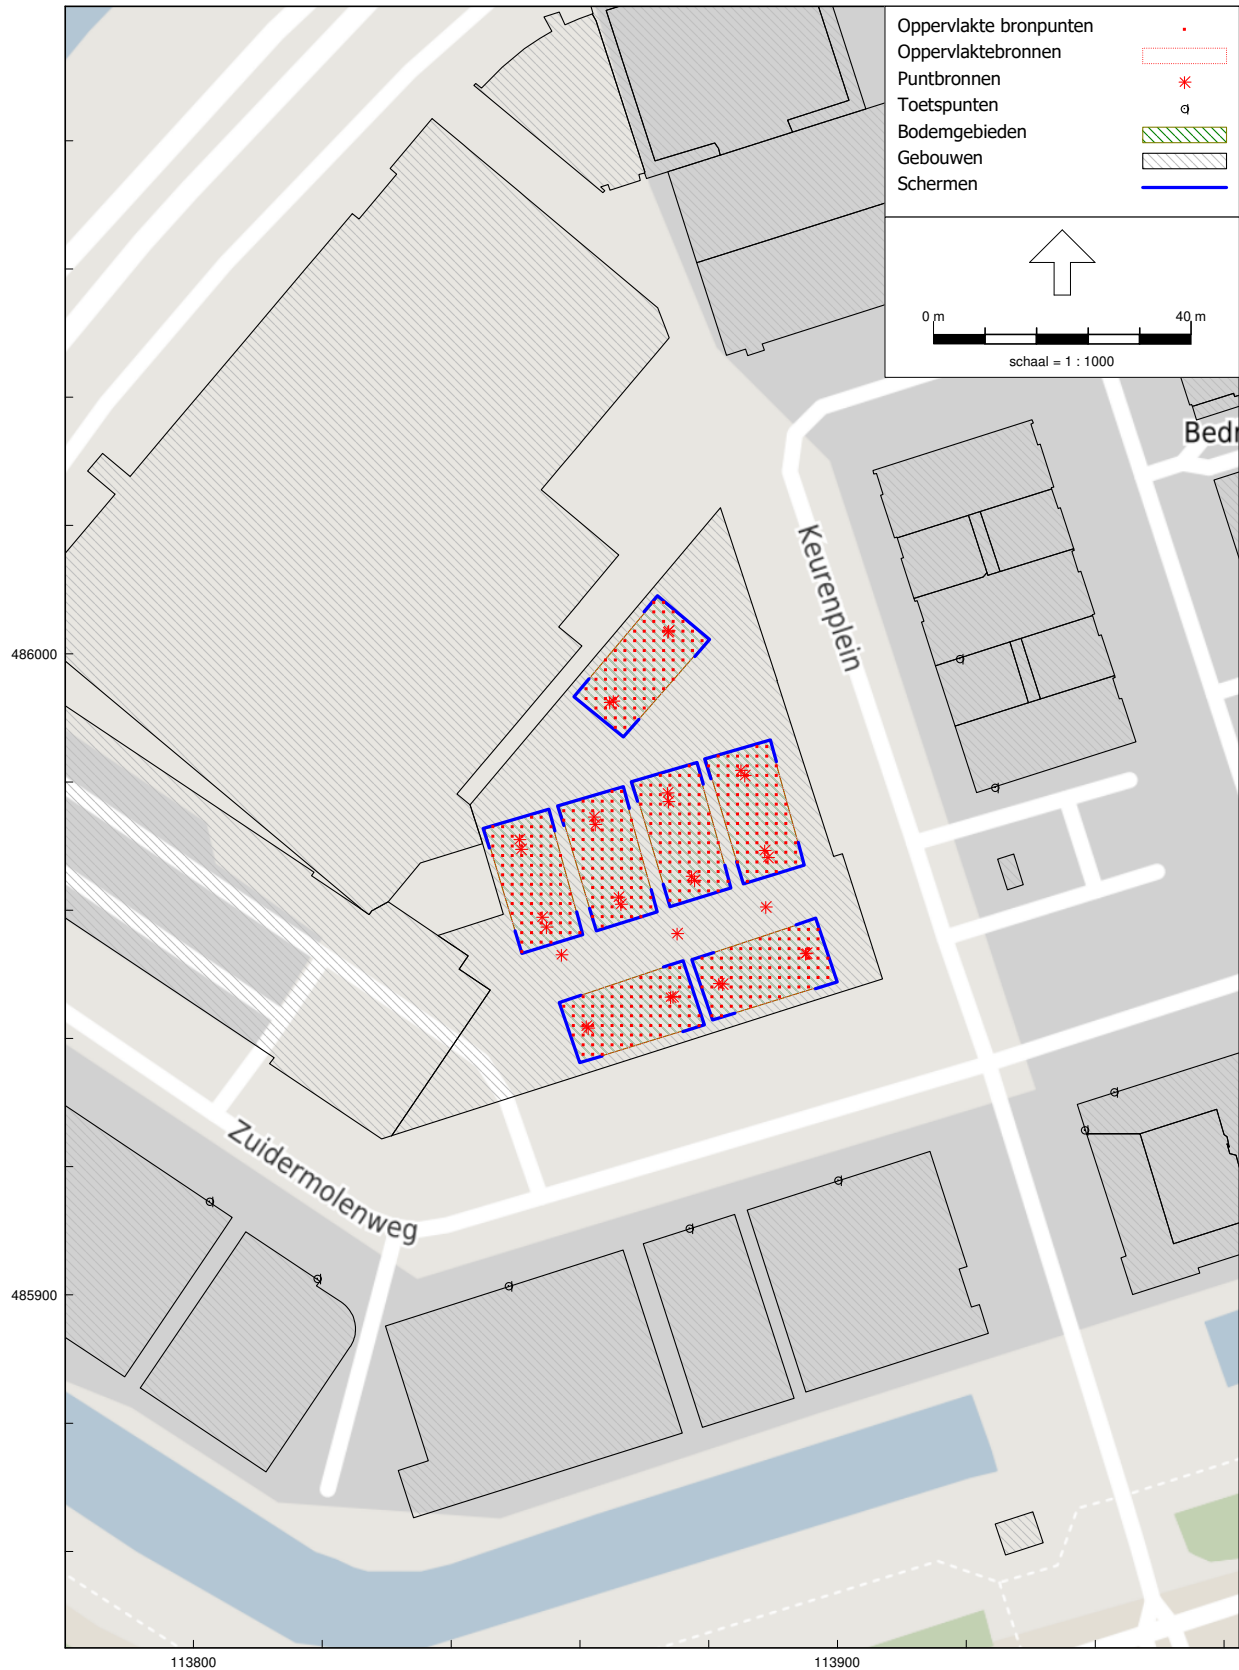 Oppervlakte bronpunten
Oppervlaktebronnen
Puntbronnen
Toetspunten
Bodemgebieden
Gebouwen
Schermen
0 m
40 m
schaal = 1 : 1000
Bedr
Keurenplein
486000
Zuidermolenweg
485900
113800
113900